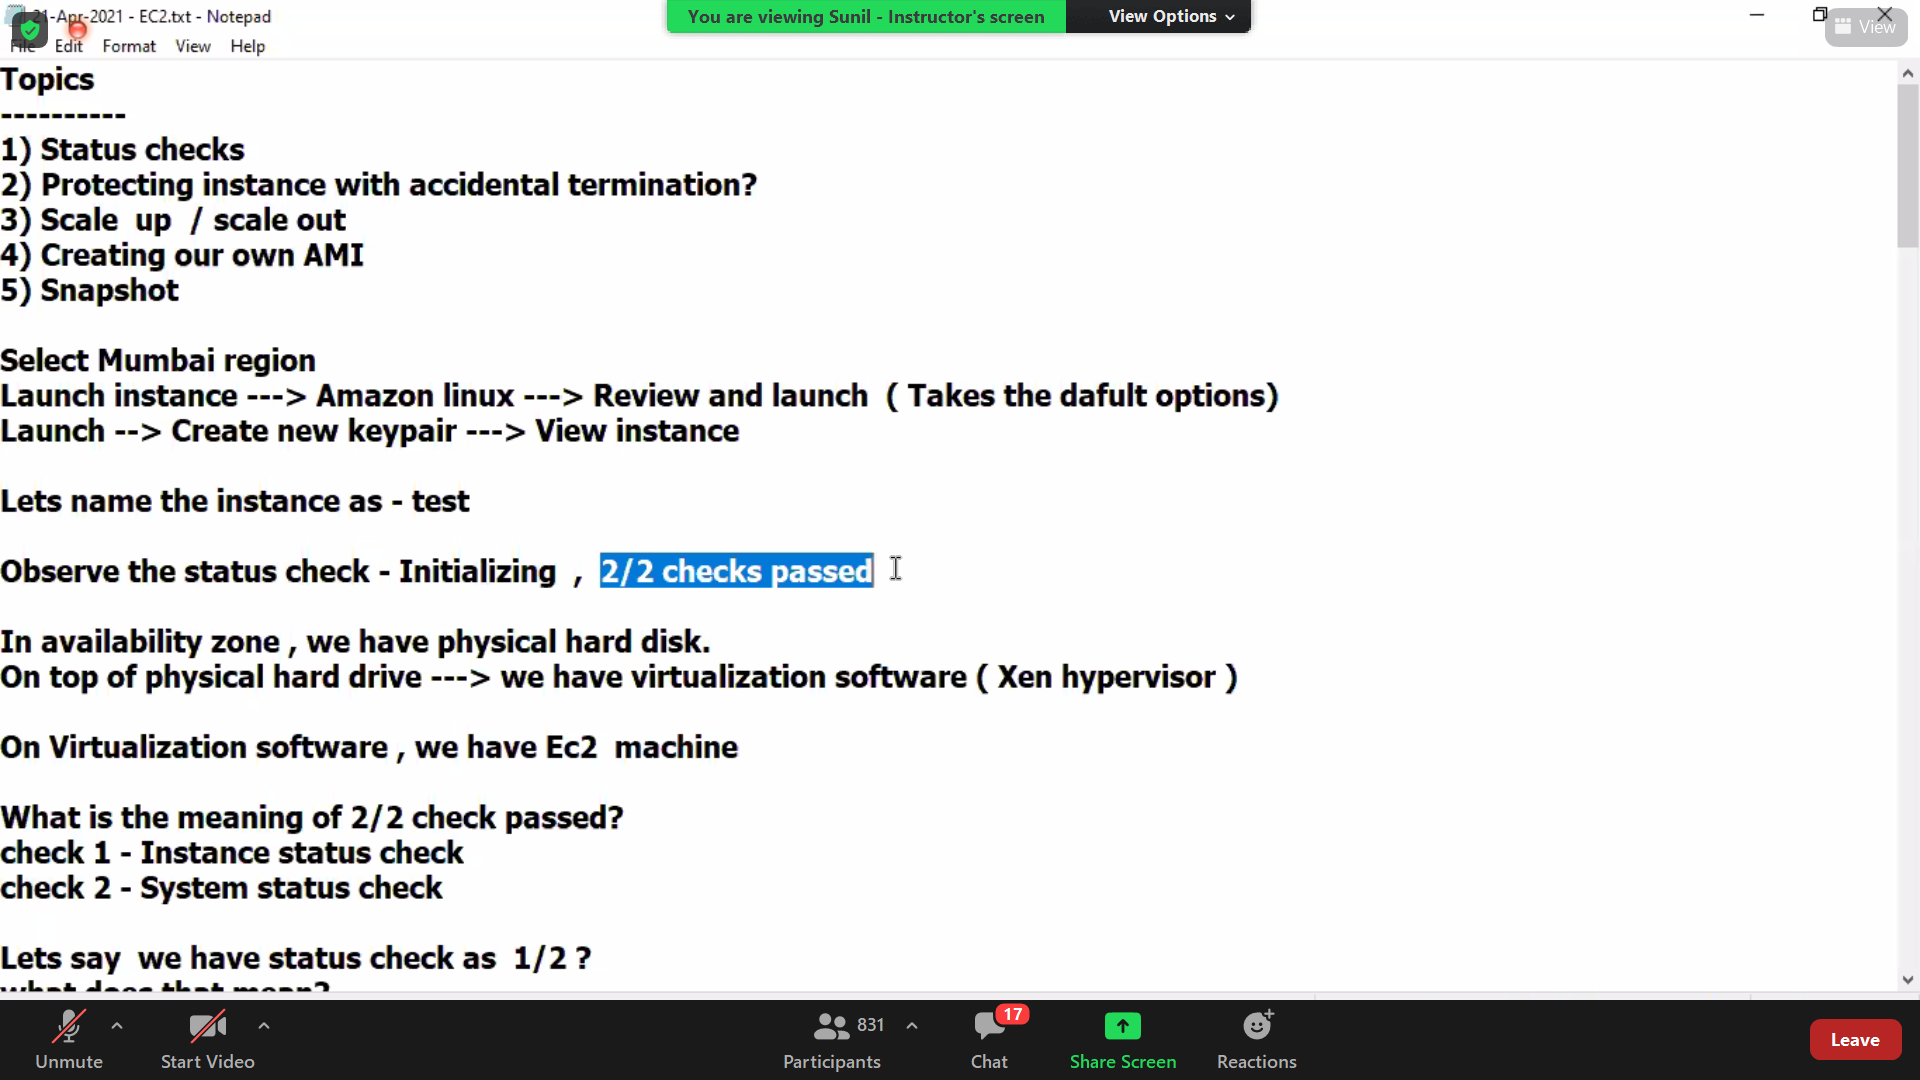 21-Apr-2021 - EC2.txt - Notepad
You are viewing Sunil - Instructor's screen View Options
View
File Edit Format View Help
Topics
----------
1) Status checks
2) Protecting instance with accidental termination?
3) Scale  up  / scale out
4) Creating our own AMI
5) Snapshot
Select Mumbai region
Launch instance ---> Amazon linux ---> Review and launch  ( Takes the dafult options)
Launch --> Create new keypair ---> View instance
Lets name the instance as - test
Observe the status check - Initializing  ,  2/2 checks passed
In availability zone , we have physical hard disk.
On top of physical hard drive ---> we have virtualization software ( Xen hypervisor )
On Virtualization software , we have Ec2  machine
What is the meaning of 2/2 check passed?
check 1 - Instance status check
check 2 - System status check
Lets say  we have status check as  1/2 ?
what does that mean?
831
17
Unmute Start Video Participants Chat Share Screen Reactions Leave